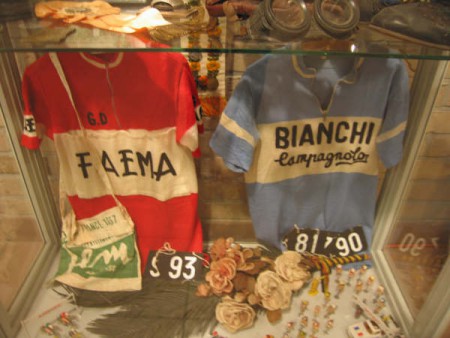 G.D
FAEMA
BIANCHI
Campagnolo
S 93
81 90